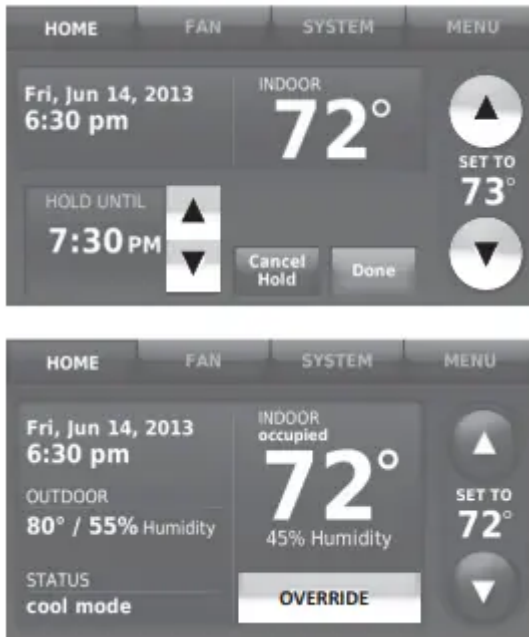 HOME FAN SYSTEM MENU
Fri, Jun 14, 2013
6:30 pm
INDOOR
72°
SET TO
73°
HOLD UNTIL
7:30 PM
Cancel
Hold
Done
HOME FAN SYSTEM MENU
Fri, Jun 14, 2013
6:30 pm
OUTDOOR
80° / 55% Humidity
STATUS
cool mode
INDOOR
occupied
72°
45% Humidity
OVERRIDE
SET TO
72°